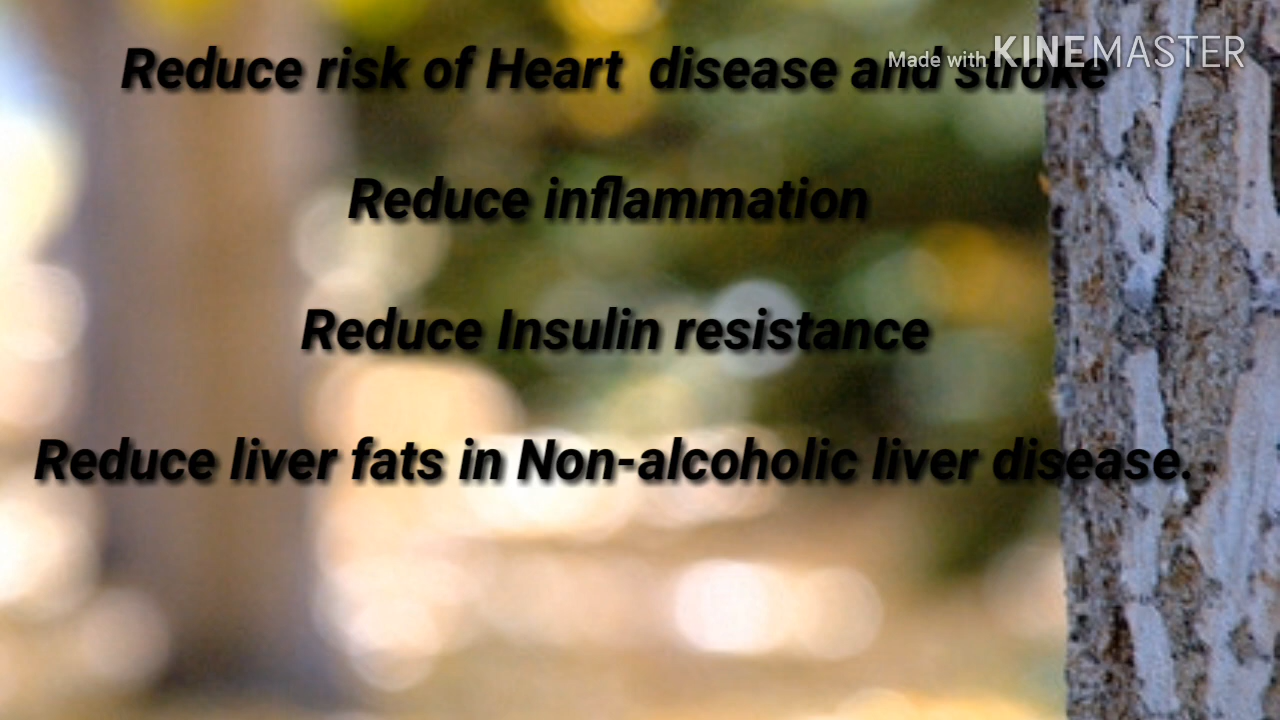 Made with KINEMASTER
Reduce risk of Heart disease and stroke
Reduce inflammation
Reduce Insulin resistance
Reduce liver fats in Non-alcoholic liver disease.